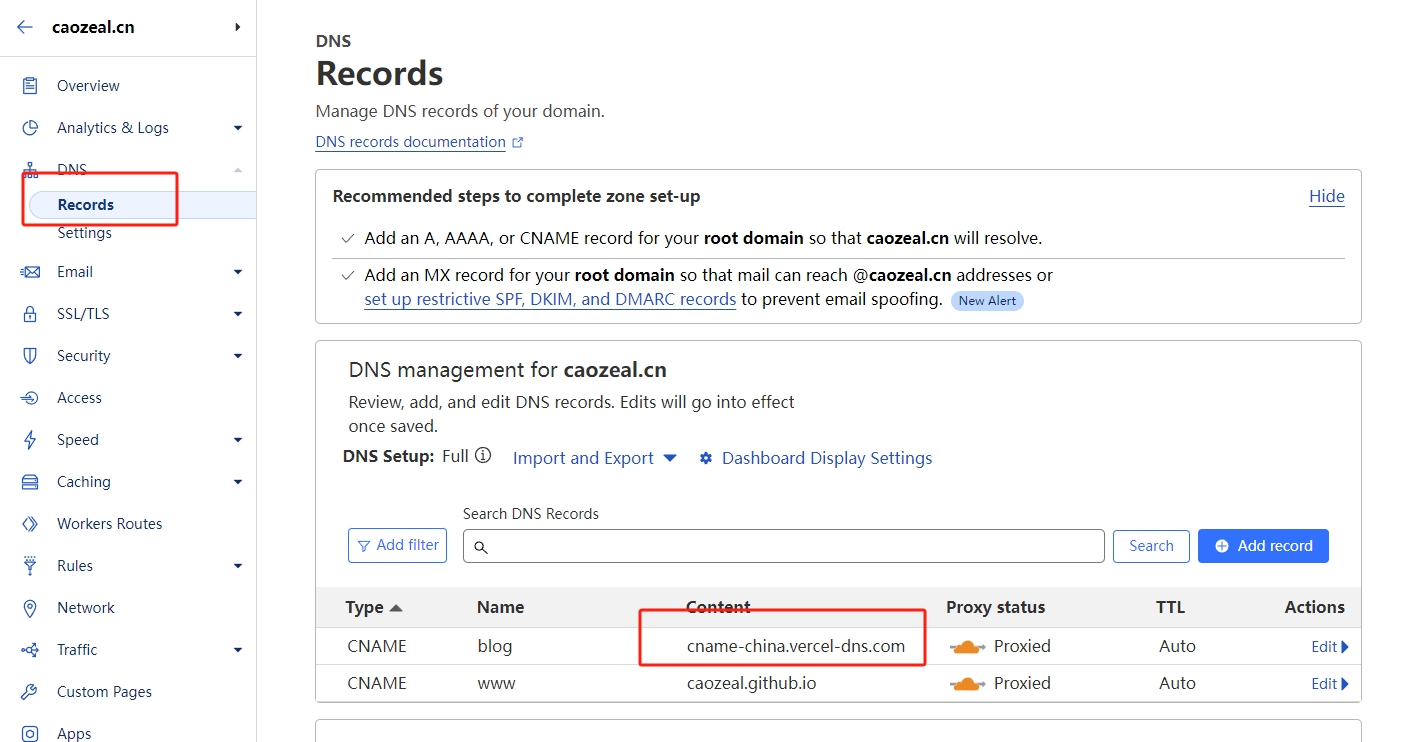 caozeal.cn
Overview
Analytics & Logs
DNS
Records
Settings
Email
SSL/TLS
Security
Access
Speed
Caching
Workers Routes
Rules
Network
Traffic
Custom Pages
Apps
DNS
Records
Manage DNS records of your domain.
DNS records documentation
Recommended steps to complete zone set-up Hide
Add an A, AAAA, or CNAME record for your root domain so that caozeal.cn will resolve.
Add an MX record for your root domain so that mail can reach @caozeal.cn addresses or
set up restrictive SPF, DKIM, and DMARC records to prevent email spoofing. New Alert
DNS management for caozeal.cn
Review, add, and edit DNS records. Edits will go into effect
once saved.
DNS Setup: Full Import and Export Dashboard Display Settings
Search DNS Records
Add filter Search Add record
Type Name Content Proxy status TTL Actions
CNAME blog cname-china.vercel-dns.com Proxied Auto Edit
CNAME www caozeal.github.io Proxied Auto Edit